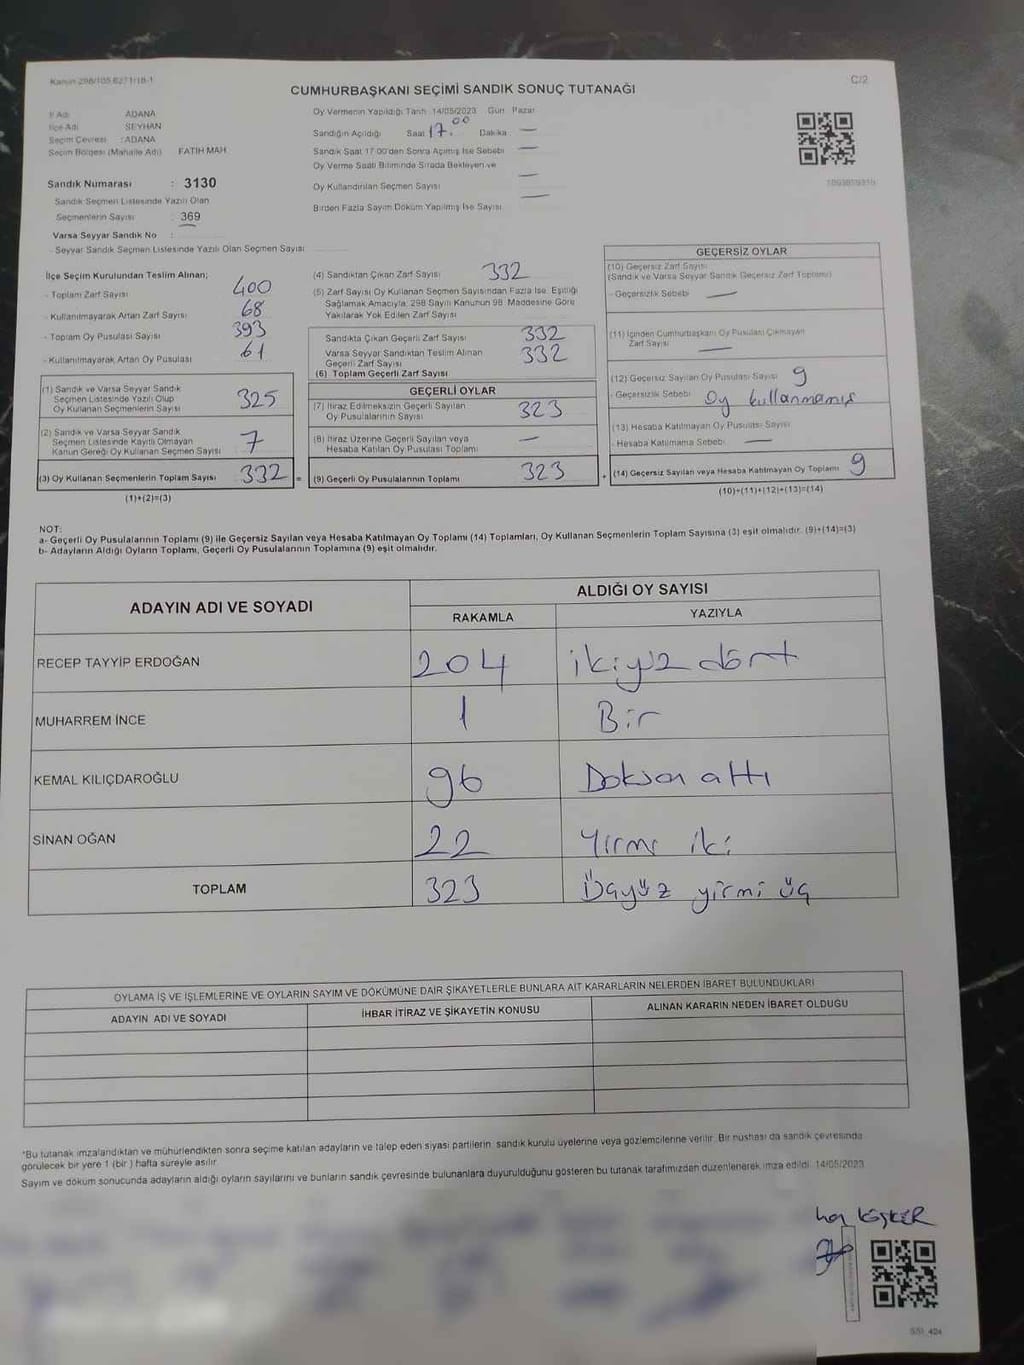 Kanun 298/105 6271/18-1
C/2
CUMHURBAŞKANI SEÇİMİ SANDIK SONUÇ TUTANAĞI
İl Adı ADANA
İlçe Adı SEYHAN
Seçim Çevresi : ADANA
Seçim Bölgesi (Mahalle Adı) FATİH MAH.
Sandık Numarası : 3130
Sandık Seçmen Listesinde Yazılı Olan
Seçmenlerin Sayısı : 369
Varsa Seyyar Sandık No :
- Seyyar Sandık Seçmen Listesinde Yazılı Olan Seçmen Sayısı
Oy Vermenin Yapıldığı Tarih : 14/05/2023 Gün : Pazar
Sandığın Açıldığı Saat 17.00 Dakika —
Sandık Saat 17:00'den Sonra Açılmış İse Sebebi —
Oy Verme Saati Bitiminde Sırada Bekleyen ve
Oy Kullandırılan Seçmen Sayısı —
Birden Fazla Sayım Döküm Yapılmış İse Sayısı —
İlçe Seçim Kurulundan Teslim Alınan;
- Toplam Zarf Sayısı 400
- Kullanılmayarak Artan Zarf Sayısı 68
- Toplam Oy Pusulası Sayısı 393
- Kullanılmayarak Artan Oy Pusulası 61
(1) Sandık ve Varsa Seyyar Sandık
Seçmen Listesinde Yazılı Olup
Oy Kullanan Seçmenlerin Sayısı 325
(2) Sandık ve Varsa Seyyar Sandık
Seçmen Listesinde Kayıtlı Olmayan
Kanun Gereği Oy Kullanan Seçmen Sayısı 7
(3) Oy Kullanan Seçmenlerin Toplam Sayısı 332 =
(1)+(2)=(3)
(4) Sandıktan Çıkan Zarf Sayısı 332
(5) Zarf Sayısı Oy Kullanan Seçmen Sayısından Fazla İse, Eşitliği
Sağlamak Amacıyla, 298 Sayılı Kanunun 98. Maddesine Göre
Yakılarak Yok Edilen Zarf Sayısı
Sandıkta Çıkan Geçerli Zarf Sayısı 332
Varsa Seyyar Sandıktan Teslim Alınan
Geçerli Zarf Sayısı 332
(6) Toplam Geçerli Zarf Sayısı
GEÇERLİ OYLAR
(7) İtiraz Edilmeksizin Geçerli Sayılan
Oy Pusulalarının Sayısı 323
(8) İtiraz Üzerine Geçerli Sayılan veya
Hesaba Katılan Oy Pusulası Toplamı —
(9) Geçerli Oy Pusulalarının Toplamı 323 +
GEÇERSİZ OYLAR
(10) Geçersiz Zarf Sayısı
(Sandık ve Varsa Seyyar Sandık Geçersiz Zarf Toplamı)
- Geçersizlik Sebebi —
(11) İçinden Cumhurbaşkanı Oy Pusulası Çıkmayan
Zarf Sayısı —
(12) Geçersiz Sayılan Oy Pusulası Sayısı 9
- Geçersizlik Sebebi Oy kullanmamış
(13) Hesaba Katılmayan Oy Pusulası Sayısı
- Hesaba Katılmama Sebebi —
(14) Geçersiz Sayılan veya Hesaba Katılmayan Oy Toplamı 9
(10)+(11)+(12)+(13)=(14)
NOT:
a- Geçerli Oy Pusulalarının Toplamı (9) ile Geçersiz Sayılan veya Hesaba Katılmayan Oy Toplamı (14) Toplamları, Oy Kullanan Seçmenlerin Toplam Sayısına (3) eşit olmalıdır. (9)+(14)=(3)
b- Adayların Aldığı Oyların Toplamı, Geçerli Oy Pusulalarının Toplamına (9) eşit olmalıdır.
ADAYIN ADI VE SOYADI
ALDIĞI OY SAYISI
RAKAMLA YAZIYLA
RECEP TAYYİP ERDOĞAN 204 ikiyüz dört
MUHARREM İNCE 1 Bir
KEMAL KILIÇDAROĞLU 96 Doksan altı
SİNAN OĞAN 22 Yirmi iki
TOPLAM 323 Üçyüz yirmi üç
OYLAMA İŞ VE İŞLEMLERİNE VE OYLARIN SAYIM VE DÖKÜMÜNE DAİR ŞİKAYETLERLE BUNLARA AİT KARARLARIN NELERDEN İBARET BULUNDUKLARI
ADAYIN ADI VE SOYADI İHBAR İTİRAZ VE ŞİKAYETİN KONUSU ALINAN KARARIN NEDEN İBARET OLDUĞU
*Bu tutanak imzalandıktan ve mühürlendikten sonra seçime katılan adayların ve talep eden siyasi partilerin sandık kurulu üyelerine veya gözlemcilerine verilir. Bir nüshası da sandık çevresinde
görülecek bir yere 1 (bir) hafta süreyle asılır.
Sayım ve döküm sonucunda adayların aldığı oyların sayılarını ve bunların sandık çevresinde bulunanlara duyurulduğunu gösteren bu tutanak tarafımızdan düzenlenerek imza edildi. 14/05/2023